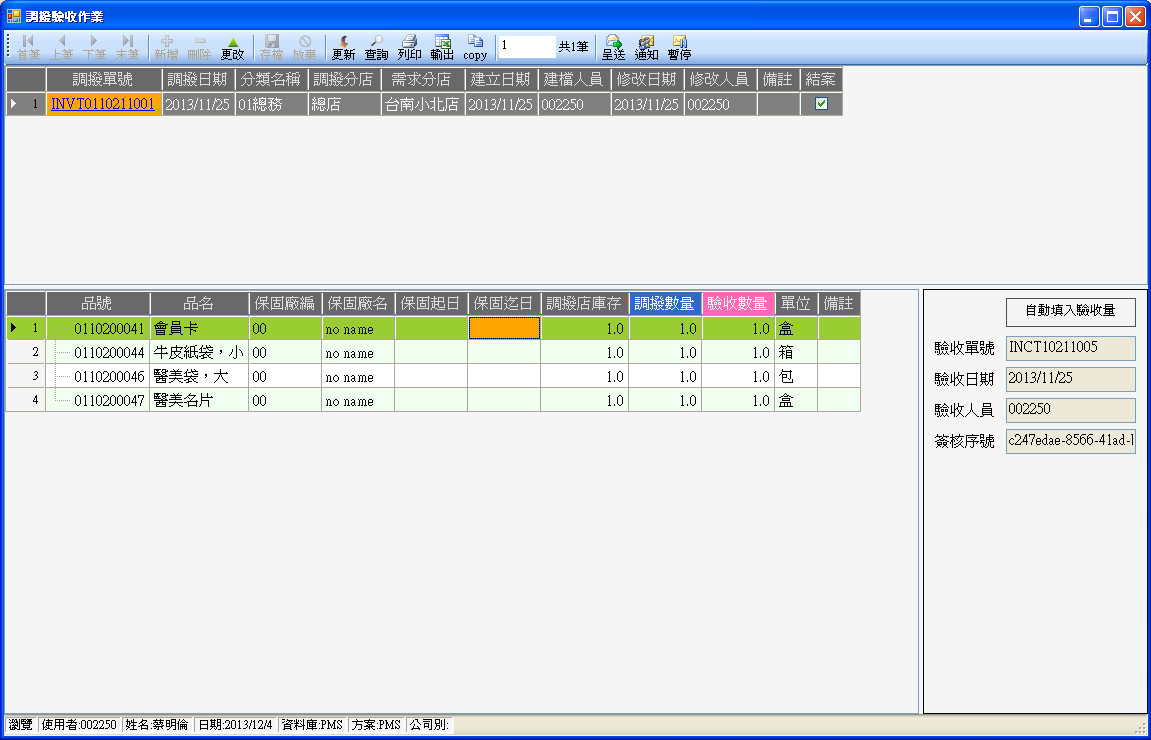 調撥驗收作業
首筆 上筆 下筆 末筆 新增 刪除 更改 存檔 放棄 更新 查詢 列印 輸出 copy 1 共1筆 呈送 通知 暫停
調撥單號 調撥日期 分類名稱 調撥分店 需求分店 建立日期 建檔人員 修改日期 修改人員 備註 結案
1 INVT0110211001 2013/11/25 01總務 總店 台南小北店 2013/11/25 002250 2013/11/25 002250
品號 品名 保固廠編 保固廠名 保固起日 保固迄日 調撥店庫存 調撥數量 驗收數量 單位 備註
1 0110200041 會員卡 00 no name 1.0 1.0 1.0 盒
2 0110200044 牛皮紙袋，小 00 no name 1.0 1.0 1.0 箱
3 0110200046 醫美袋，大 00 no name 1.0 1.0 1.0 包
4 0110200047 醫美名片 00 no name 1.0 1.0 1.0 盒
自動填入驗收量
驗收單號 INCT10211005
驗收日期 2013/11/25
驗收人員 002250
簽核序號 c247edae-8566-41ad-
瀏覽 使用者:002250 姓名:蔡明倫 日期:2013/12/4 資料庫:PMS 方案:PMS 公司別: